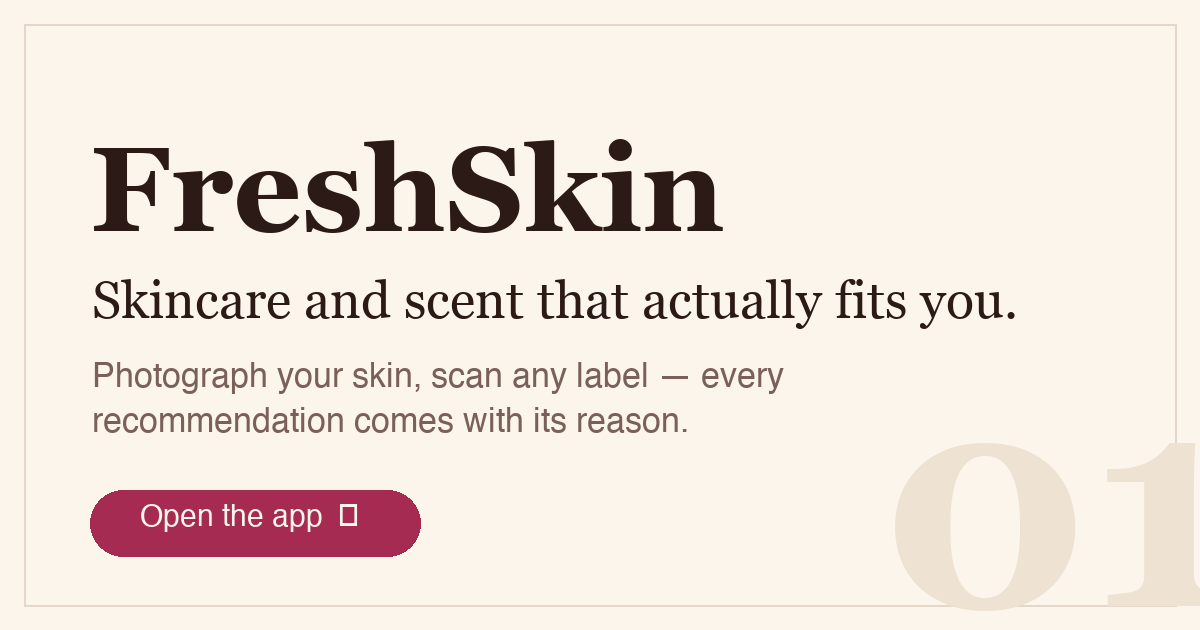 FreshSkin
Skincare and scent that actually fits you.
Photograph your skin, scan any label — every
recommendation comes with its reason.
Open the app
01